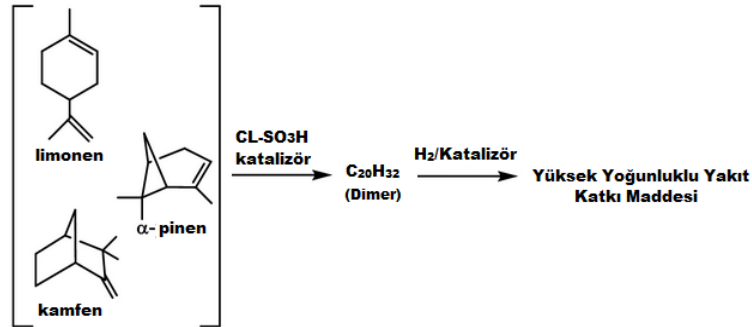 limonen
α- pinen
kamfen
CL-SO₃H
katalizör
C₂₀H₃₂
(Dimer)
H₂/Katalizör
Yüksek Yoğunluklu Yakıt
Katkı Maddesi